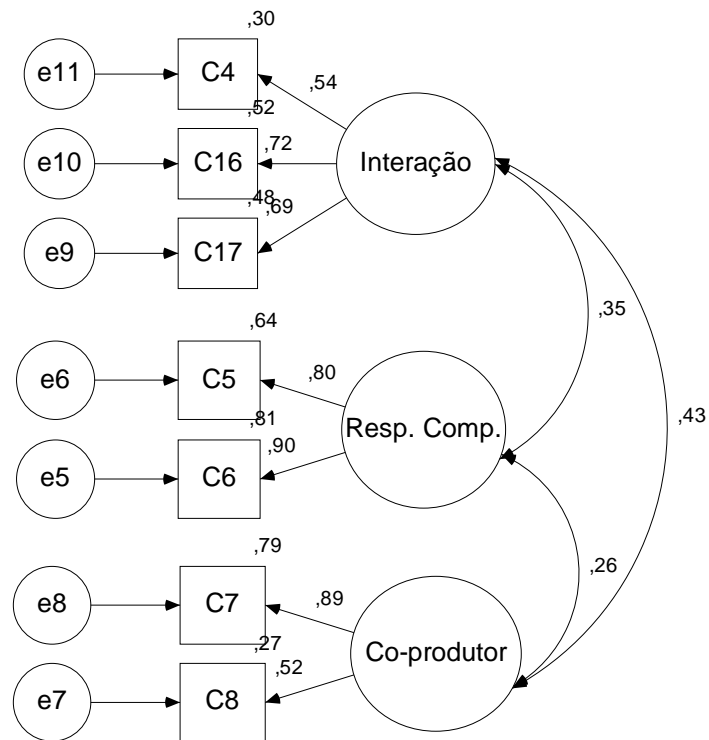 ,30
e11
C4
,54
,52
e10
C16
,72
Interação
,48
,69
e9
C17
,35
,64
e6
C5
,80
Resp. Comp.
,43
,81
e5
C6
,90
,26
,79
e8
C7
,89
Co-produtor
,27
e7
C8
,52